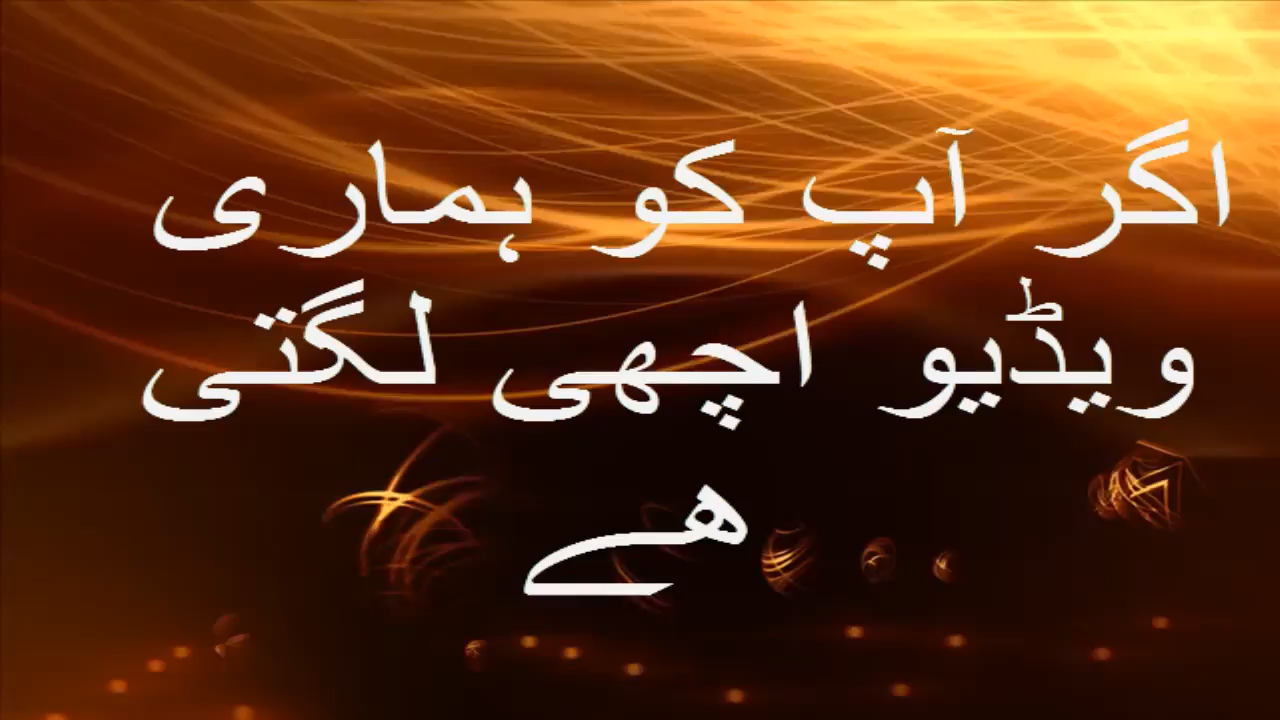 اگر آپ کو ہماری
ویڈیو اچھی لگتی
ھے